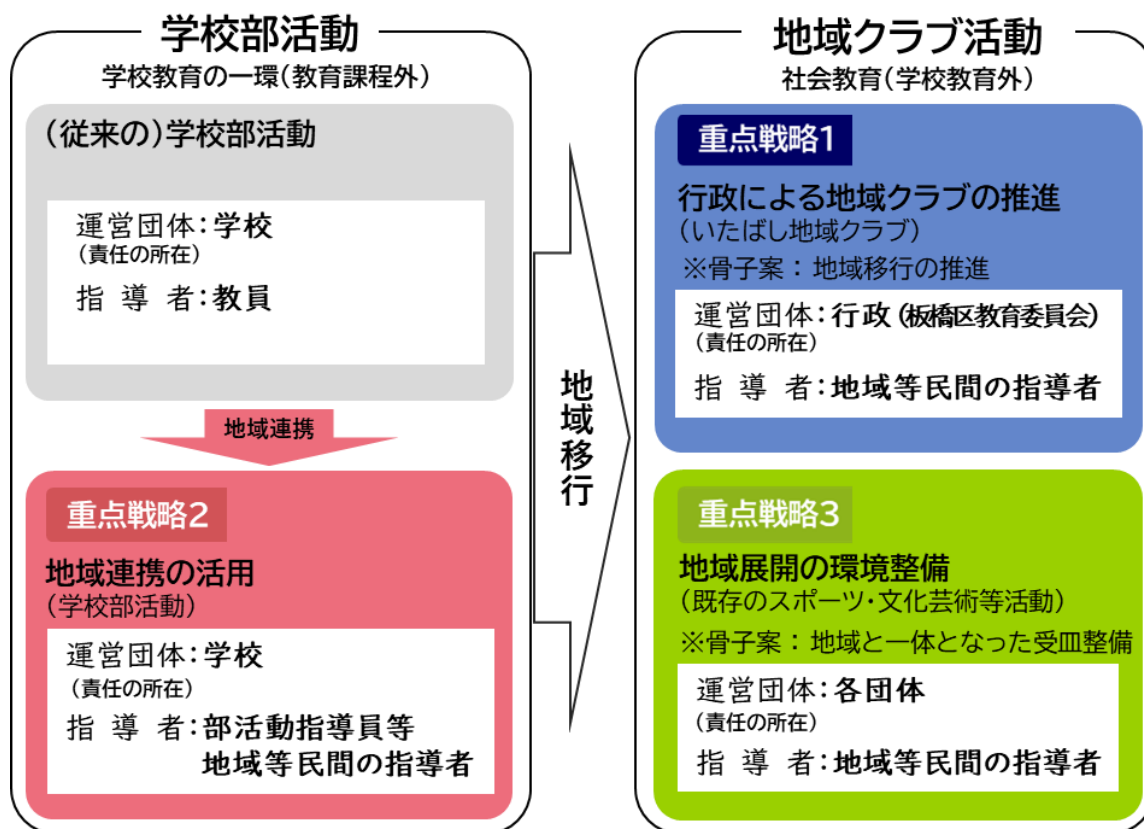 学校部活動
学校教育の一環(教育課程外)
(従来の)学校部活動
運営団体:学校
(責任の所在)
指 導 者:教員
地域連携
重点戦略2
地域連携の活用
(学校部活動)
運営団体:学校
(責任の所在)
指 導 者:部活動指導員等
地域等民間の指導者
地域移行
地域クラブ活動
社会教育(学校教育外)
重点戦略1
行政による地域クラブの推進
(いたばし地域クラブ)
※骨子案:地域移行の推進
運営団体:行政(板橋区教育委員会)
(責任の所在)
指 導 者:地域等民間の指導者
重点戦略3
地域展開の環境整備
(既存のスポーツ・文化芸術等活動)
※骨子案:地域と一体となった受皿整備
運営団体:各団体
(責任の所在)
指 導 者:地域等民間の指導者